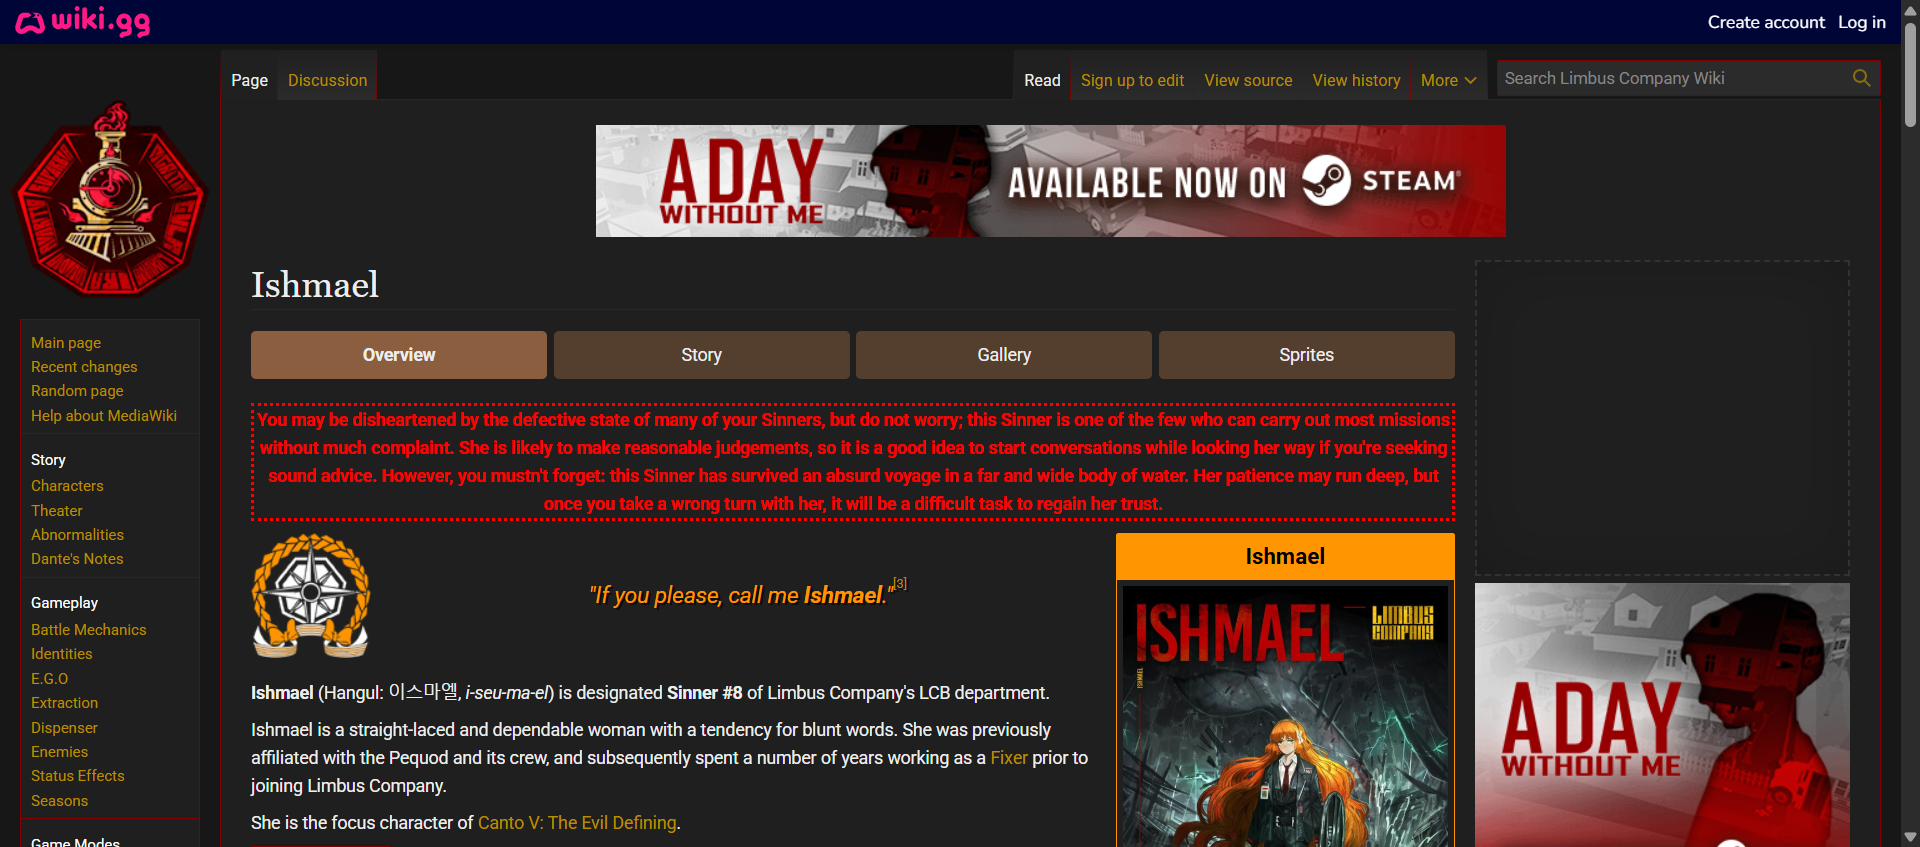 wiki.gg
Create account Log in
Page Discussion
Read Sign up to edit View source View history More
Search Limbus Company Wiki
A DAY
WITHOUT ME
AVAILABLE NOW ON STEAM
Ishmael
Overview Story Gallery Sprites
Main page
Recent changes
Random page
Help about MediaWiki
Story
Characters
Theater
Abnormalities
Dante's Notes
Gameplay
Battle Mechanics
Identities
E.G.O
Extraction
Dispenser
Enemies
Status Effects
Seasons
Game Modes
You may be disheartened by the defective state of many of your Sinners, but do not worry; this Sinner is one of the few who can carry out most missions
without much complaint. She is likely to make reasonable judgements, so it is a good idea to start conversations while looking her way if you're seeking
sound advice. However, you mustn't forget: this Sinner has survived an absurd voyage in a far and wide body of water. Her patience may run deep, but
once you take a wrong turn with her, it will be a difficult task to regain her trust.
"If you please, call me Ishmael."[3]
Ishmael (Hangul: 이스마엘, i-seu-ma-el) is designated Sinner #8 of Limbus Company's LCB department.
Ishmael is a straight-laced and dependable woman with a tendency for blunt words. She was previously
affiliated with the Pequod and its crew, and subsequently spent a number of years working as a Fixer prior to
joining Limbus Company.
She is the focus character of Canto V: The Evil Defining.
Ishmael
ISHMAEL
LIMBUS
COMPANY
ISHMAEL
A DAY
WITHOUT ME